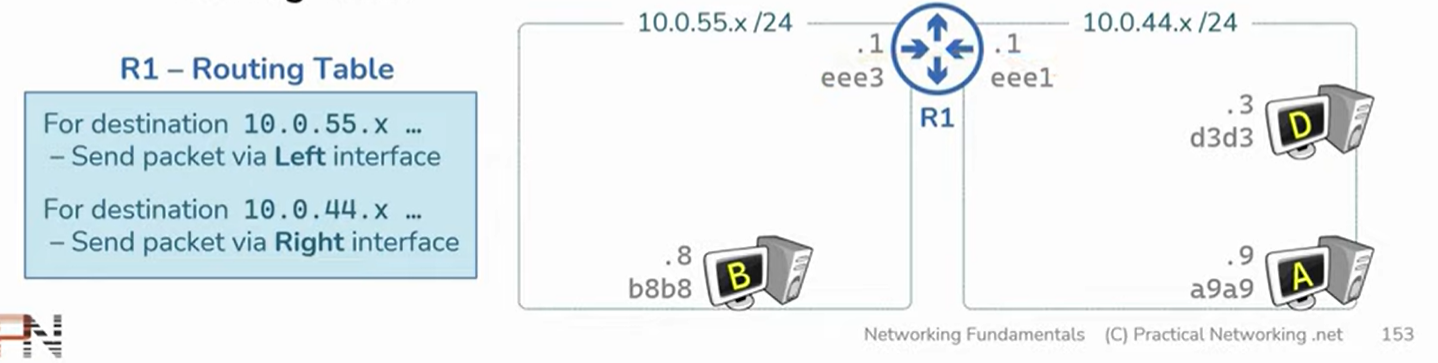 R1 – Routing Table
For destination 10.0.55.x …
– Send packet via Left interface
For destination 10.0.44.x …
– Send packet via Right interface
10.0.55.x /24
10.0.44.x /24
.1
eee3
.1
eee1
R1
.3
d3d3
D
.8
b8b8
B
.9
a9a9
A
Networking Fundamentals (C) Practical Networking .net 153